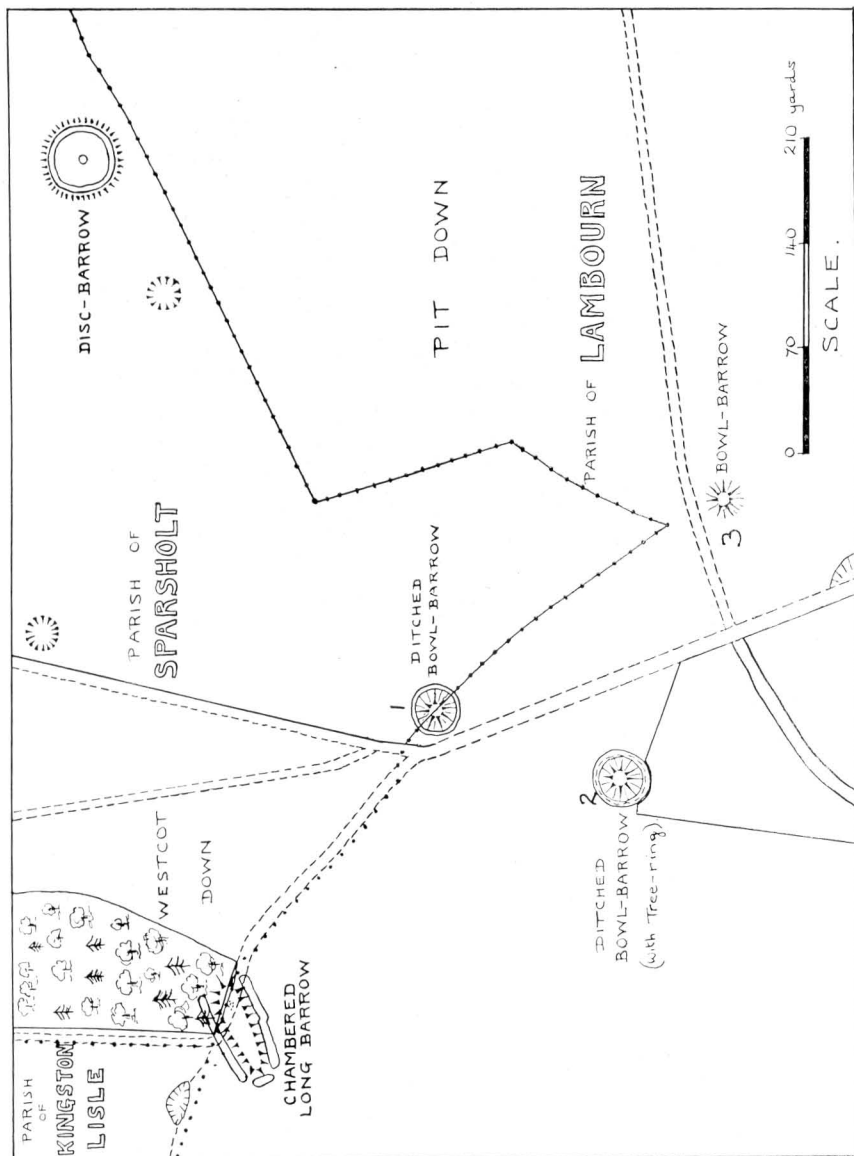 PARISH
OF
KINGSTON
LISLE
WESTCOT
DOWN
CHAMBERED
LONG BARROW
PARISH OF
SPARSHOLT
DISC-BARROW
1
DITCHED
BOWL-BARROW
2
DITCHED
BOWL-BARROW
(with Tree-ring)
PIT DOWN
PARISH OF LAMBOURN
3 BOWL-BARROW
0 70 140 210 yards
SCALE.